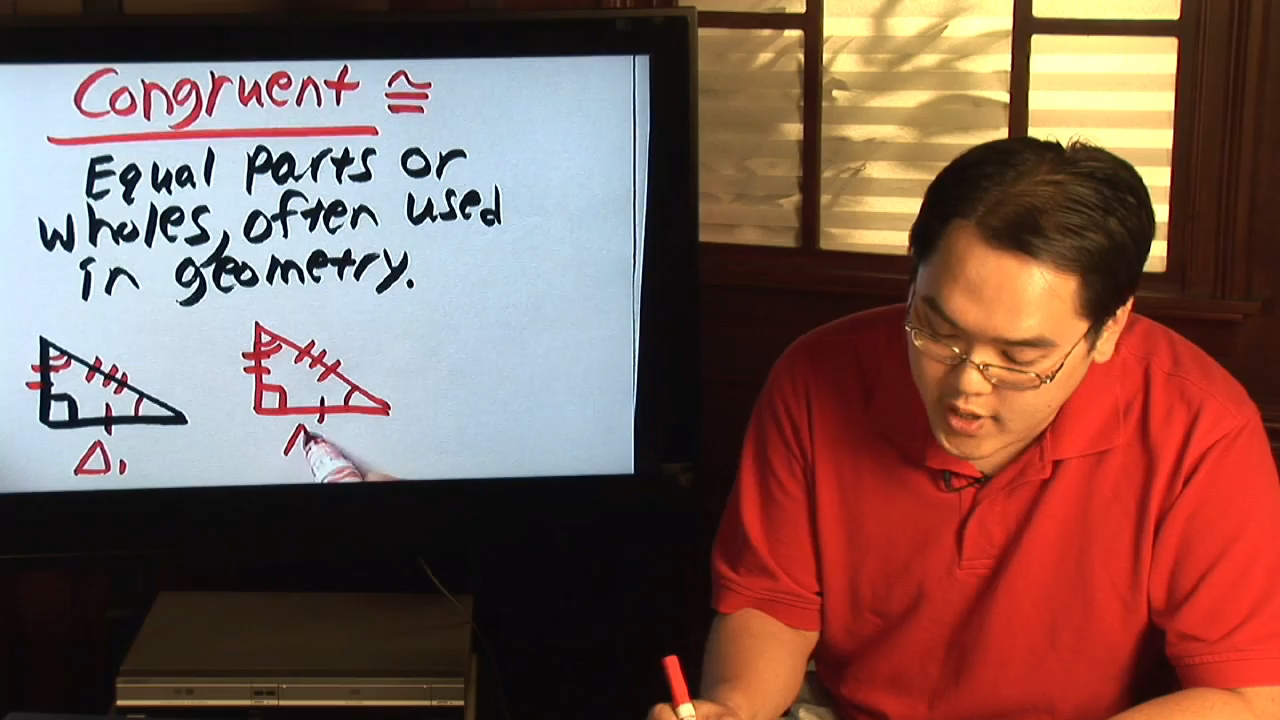 Congruent ≅
Equal parts or
wholes, often used
in geometry.
Δ1